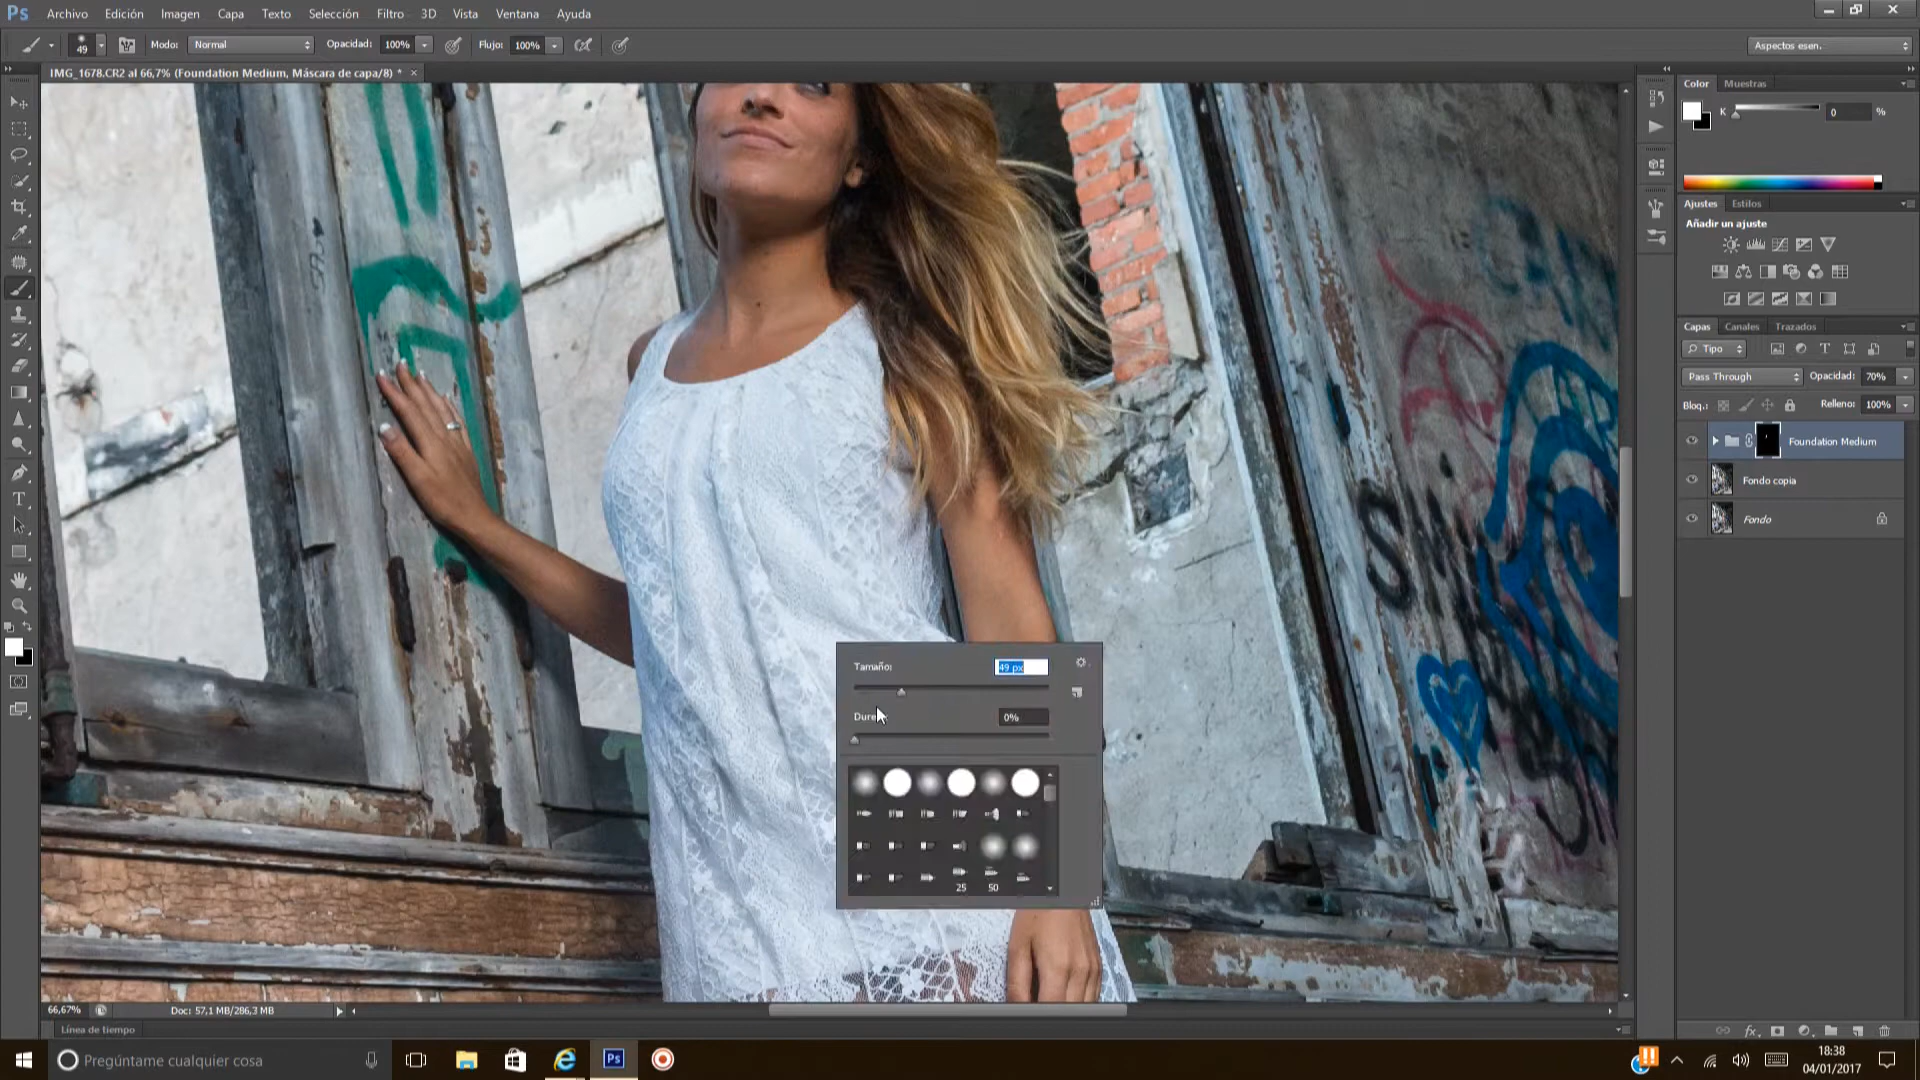 Ps Archivo Edición Imagen Capa Texto Selección Filtro 3D Vista Ventana Ayuda
49 Modo: Normal Opacidad: 100% Flujo: 100% Aspectos esen.
IMG_1678.CR2 al 66,7% (Foundation Medium, Máscara de capa/8) * ×
Color Muestras
K 0 %
Ajustes Estilos
Añadir un ajuste
Capas Canales Trazados
Tipo
Pass Through Opacidad: 70%
Bloq.: Relleno: 100%
Foundation Medium
Fondo copia
Fondo
Tamaño: 49 px
0%
25 50
66,67% Doc: 57,1 MB/286,3 MB
Línea de tiempo
Pregúntame cualquier cosa
Ps
18:38
04/01/2017